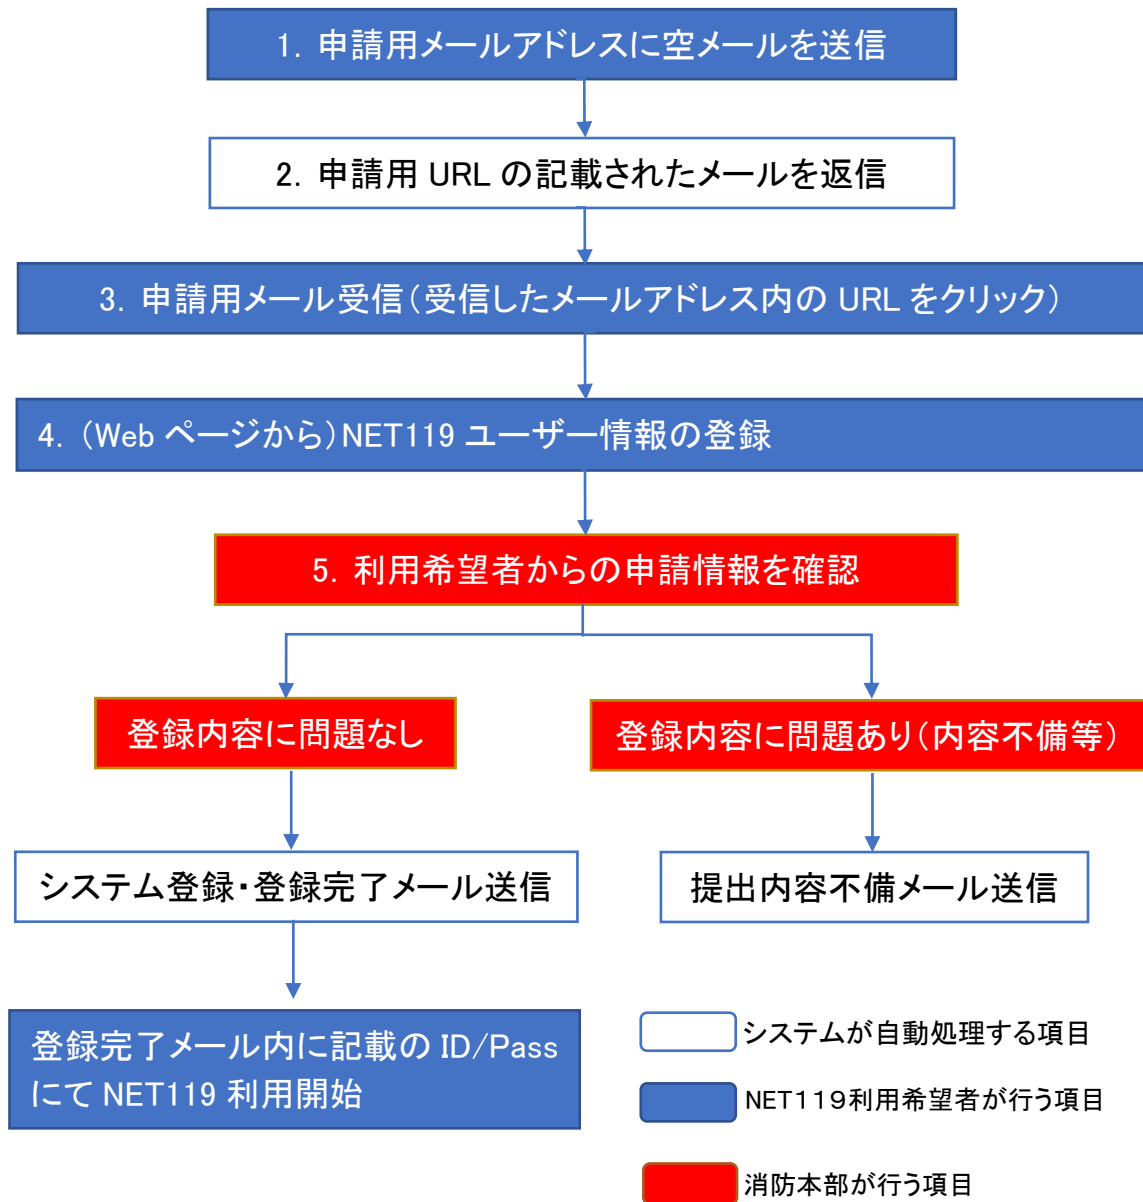 1．申請用メールアドレスに空メールを送信
2．申請用 URL の記載されたメールを返信
3．申請用メール受信（受信したメールアドレス内の URL をクリック）
4．（Web ページから）NET119 ユーザー情報の登録
5．利用希望者からの申請情報を確認
登録内容に問題なし
登録内容に問題あり（内容不備等）
システム登録・登録完了メール送信
提出内容不備メール送信
登録完了メール内に記載の ID/Pass
にて NET119 利用開始
システムが自動処理する項目
NET１１９利用希望者が行う項目
消防本部が行う項目